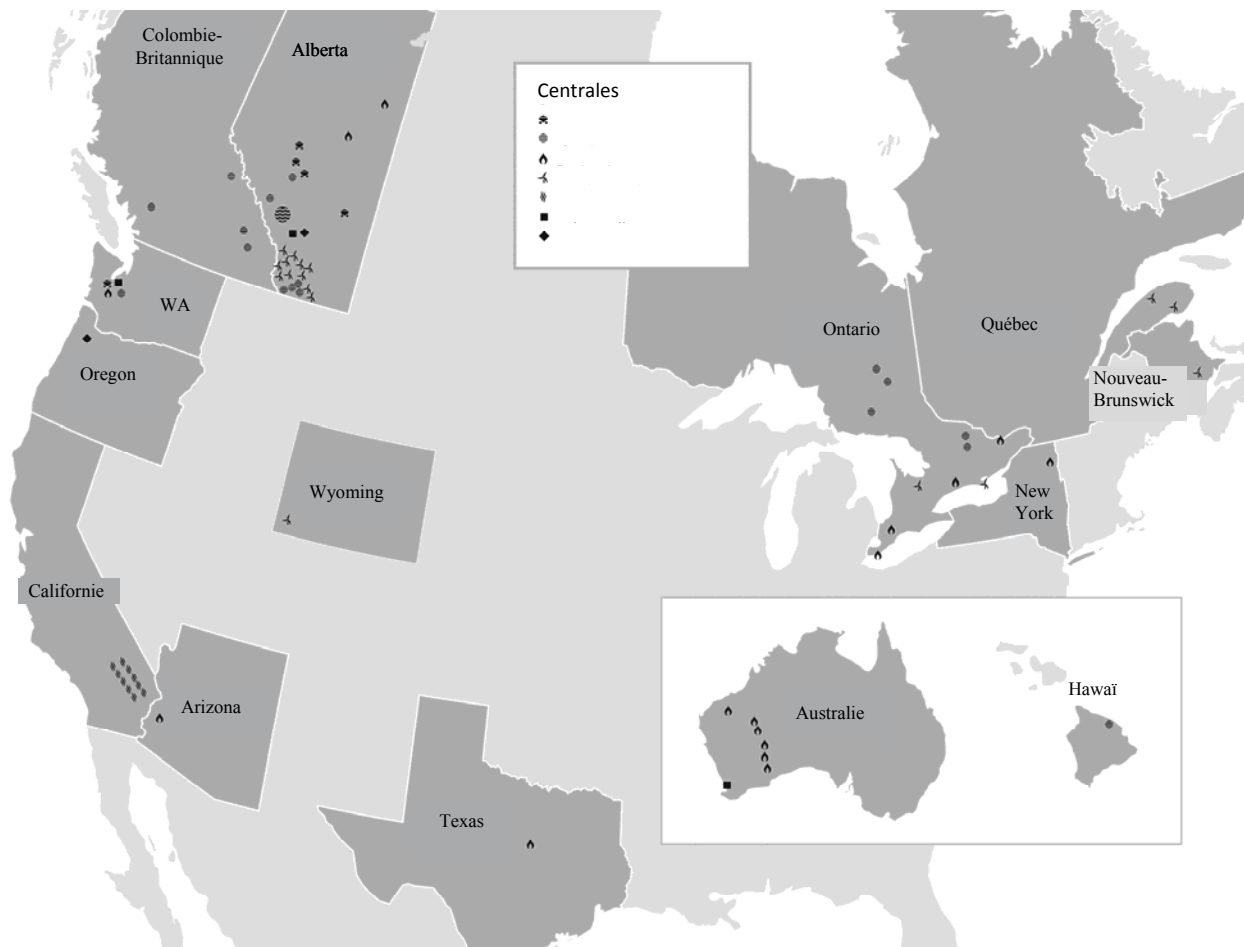 Colombie-
Britannique
Alberta
Centrales
WA
Oregon
Ontario
Québec
Nouveau-
Brunswick
Wyoming
New
York
Californie
Arizona
Australie
Hawaï
Texas